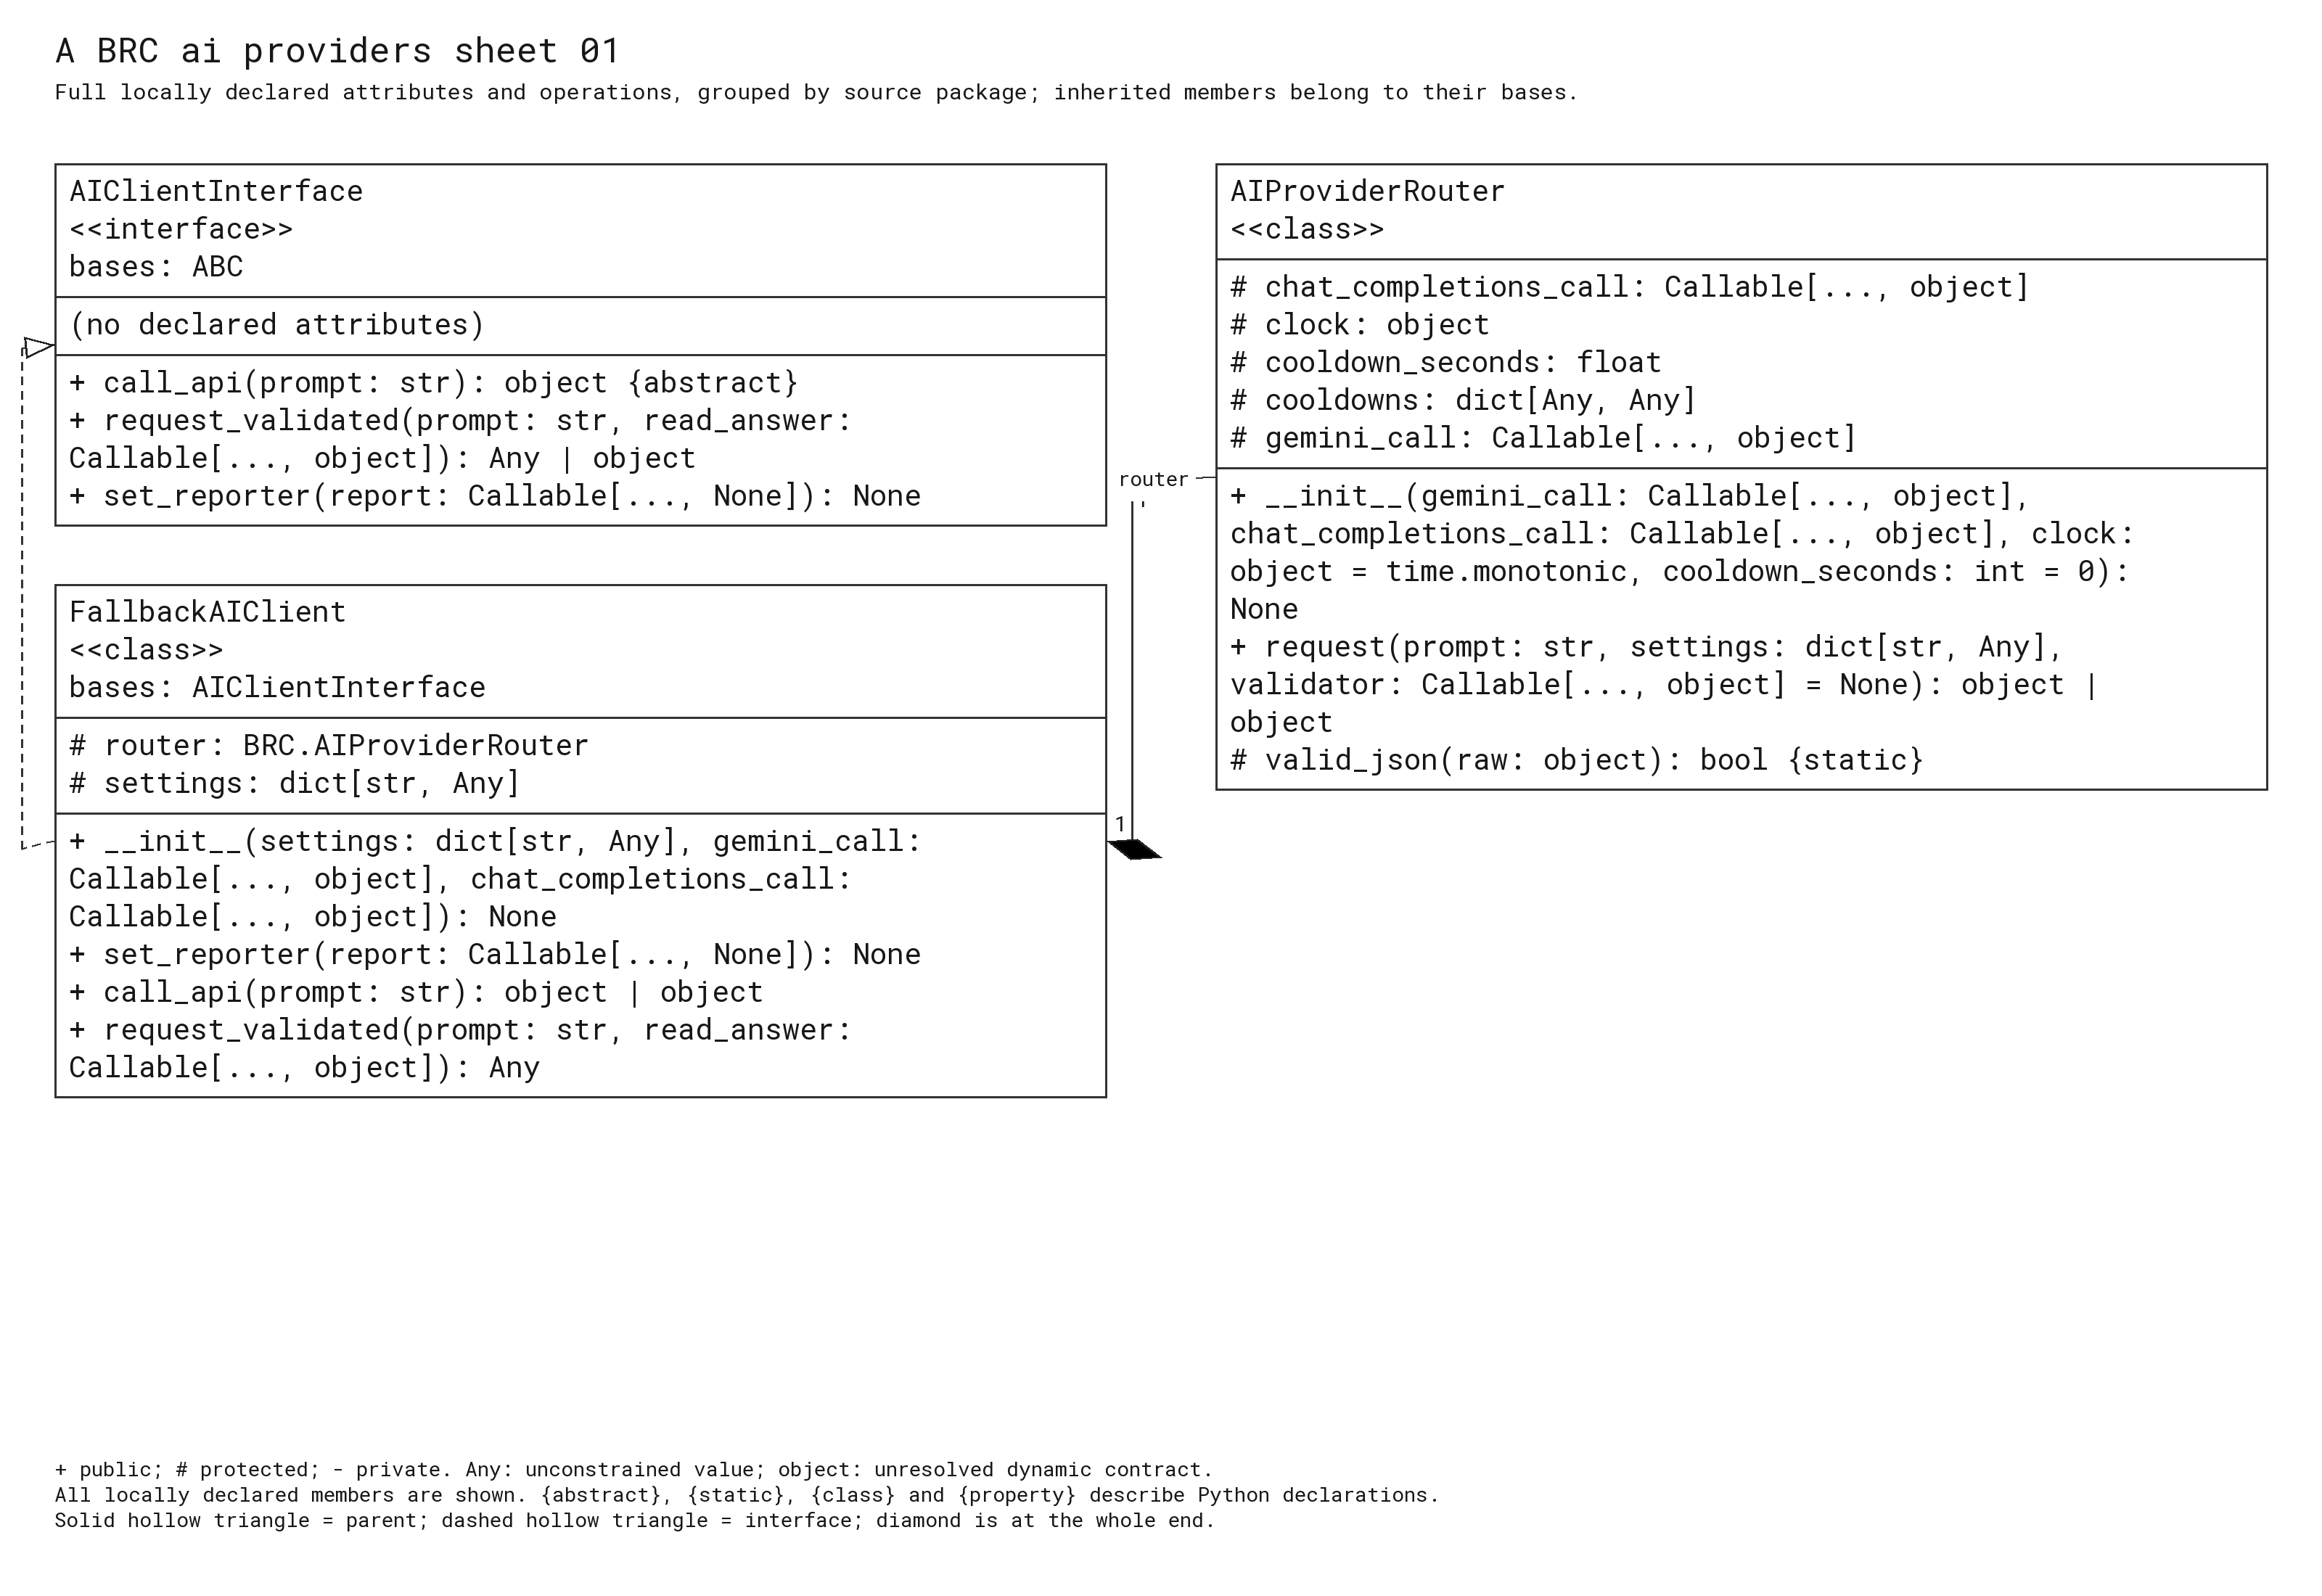 A BRC ai providers sheet 01
Full locally declared attributes and operations, grouped by source package; inherited members belong to their bases.
AIClientInterface
<<interface>>
bases: ABC
(no declared attributes)
+ call_api(prompt: str): object {abstract}
+ request_validated(prompt: str, read_answer:
Callable[..., object]): Any | object
+ set_reporter(report: Callable[..., None]): None
FallbackAIClient
<<class>>
bases: AIClientInterface
# router: BRC.AIProviderRouter
# settings: dict[str, Any]
+ __init__(settings: dict[str, Any], gemini_call:
Callable[..., object], chat_completions_call:
Callable[..., object]): None
+ set_reporter(report: Callable[..., None]): None
+ call_api(prompt: str): object | object
+ request_validated(prompt: str, read_answer:
Callable[..., object]): Any
router
1
AIProviderRouter
<<class>>
# chat_completions_call: Callable[..., object]
# clock: object
# cooldown_seconds: float
# cooldowns: dict[Any, Any]
# gemini_call: Callable[..., object]
+ __init__(gemini_call: Callable[..., object],
chat_completions_call: Callable[..., object], clock:
object = time.monotonic, cooldown_seconds: int = 0):
None
+ request(prompt: str, settings: dict[str, Any],
validator: Callable[..., object] = None): object |
object
# valid_json(raw: object): bool {static}
+ public; # protected; - private. Any: unconstrained value; object: unresolved dynamic contract.
All locally declared members are shown. {abstract}, {static}, {class} and {property} describe Python declarations.
Solid hollow triangle = parent; dashed hollow triangle = interface; diamond is at the whole end.